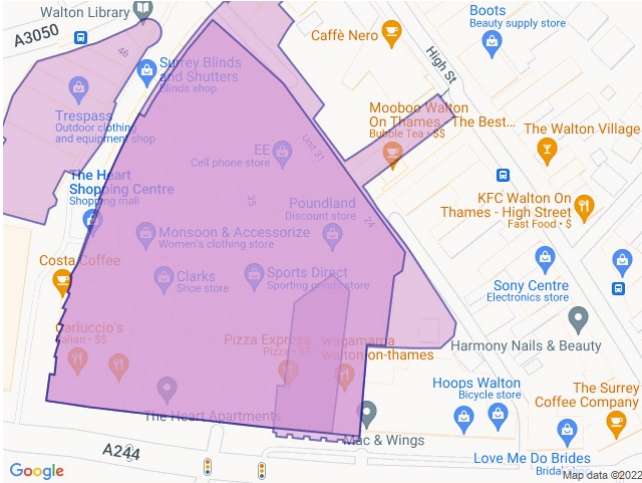 Walton Library
A3050
46
Surrey Blinds
and Shutters
Blinds shop
Trespass
Outdoor clothing
and equipment shop
Caffè Nero
Boots
Beauty supply store
High St
Mooboo Walton
On Thames - The Best...
Bubble Tea • $$
The Walton Village
Unit 31
EE
Cell phone store
The Heart
Shopping Centre
Shopping mall
35
24
Poundland
Discount store
KFC Walton On
Thames - High Street
Fast Food • $
Monsoon & Accessorize
Women's clothing store
Costa Coffee
Clarks
Shoe store
Sports Direct
Sporting goods store
Sony Centre
Electronics store
Carluccio's
Italian • $$
Pizza Express
Pizza • $$
wagamama
walton-on-thames
Harmony Nails & Beauty
The Heart Apartments
Mac & Wings
Hoops Walton
Bicycle store
The Surrey
Coffee Company
A244
Love Me Do Brides
Google
Map data ©2022